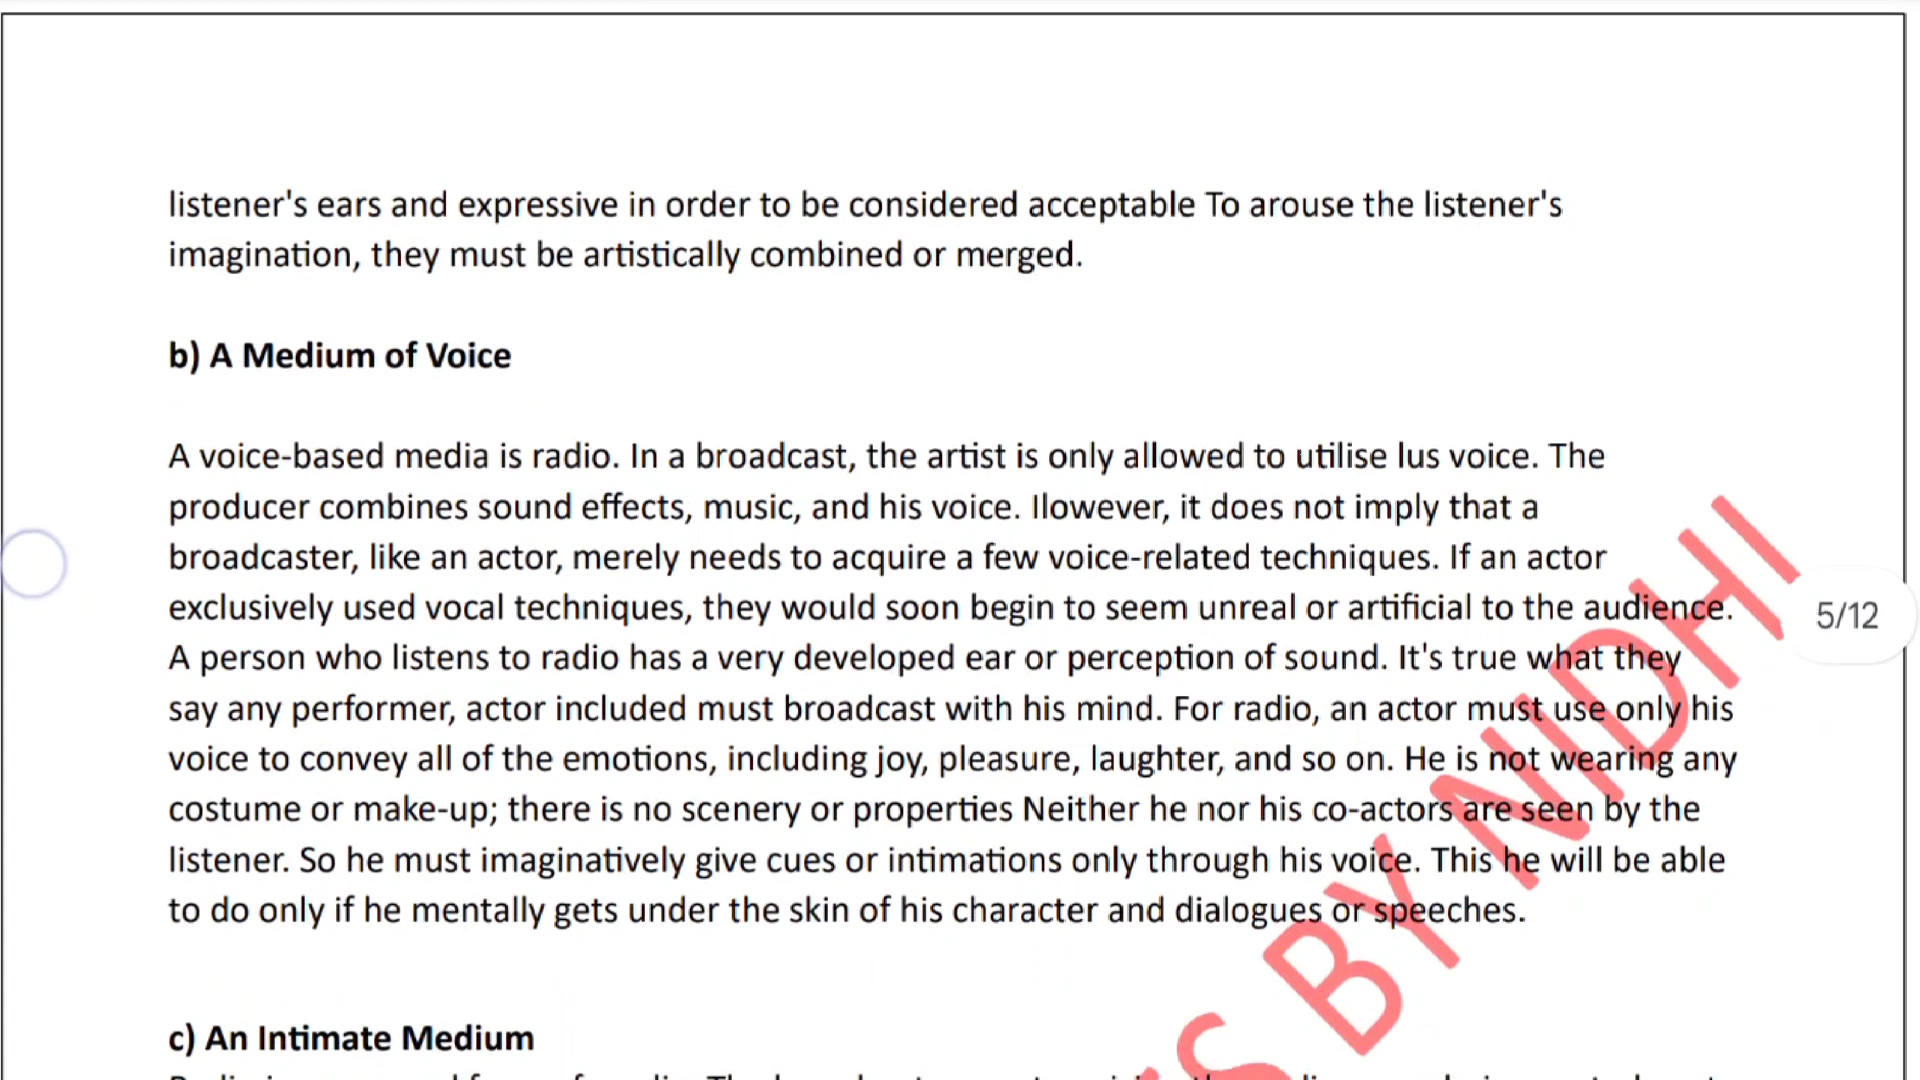 listener's ears and expressive in order to be considered acceptable To arouse the listener's
imagination, they must be artistically combined or merged.
b) A Medium of Voice
A voice-based media is radio. In a broadcast, the artist is only allowed to utilise lus voice. The
producer combines sound effects, music, and his voice. Ilowever, it does not imply that a
broadcaster, like an actor, merely needs to acquire a few voice-related techniques. If an actor
exclusively used vocal techniques, they would soon begin to seem unreal or artificial to the audience.
A person who listens to radio has a very developed ear or perception of sound. It's true what they
say any performer, actor included must broadcast with his mind. For radio, an actor must use only his
voice to convey all of the emotions, including joy, pleasure, laughter, and so on. He is not wearing any
costume or make-up; there is no scenery or properties Neither he nor his co-actors are seen by the
listener. So he must imaginatively give cues or intimations only through his voice. This he will be able
to do only if he mentally gets under the skin of his character and dialogues or speeches.
c) An Intimate Medium
5/12
BY NIDHI